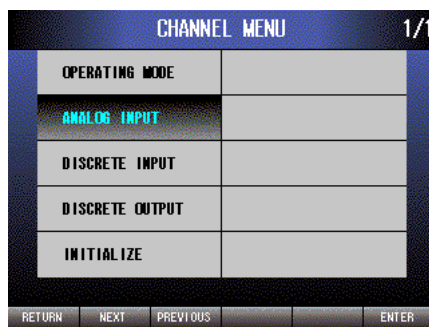 CHANNEL MENU 1/1
OPERATING MODE
ANALOG INPUT
DISCRETE INPUT
DISCRETE OUTPUT
INITIALIZE
RETURN NEXT PREVIOUS ENTER